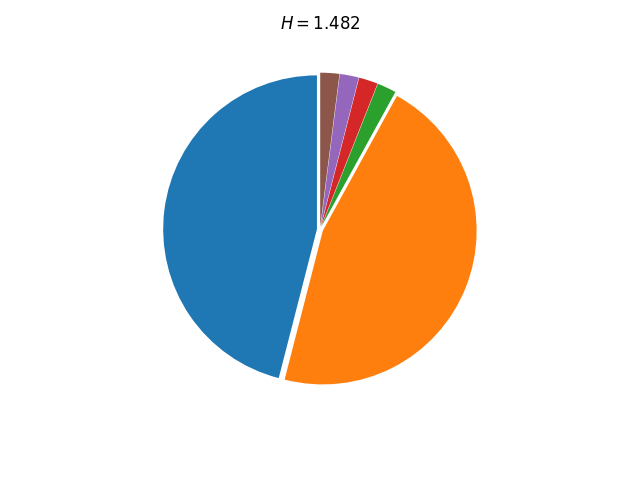 H = 1.482